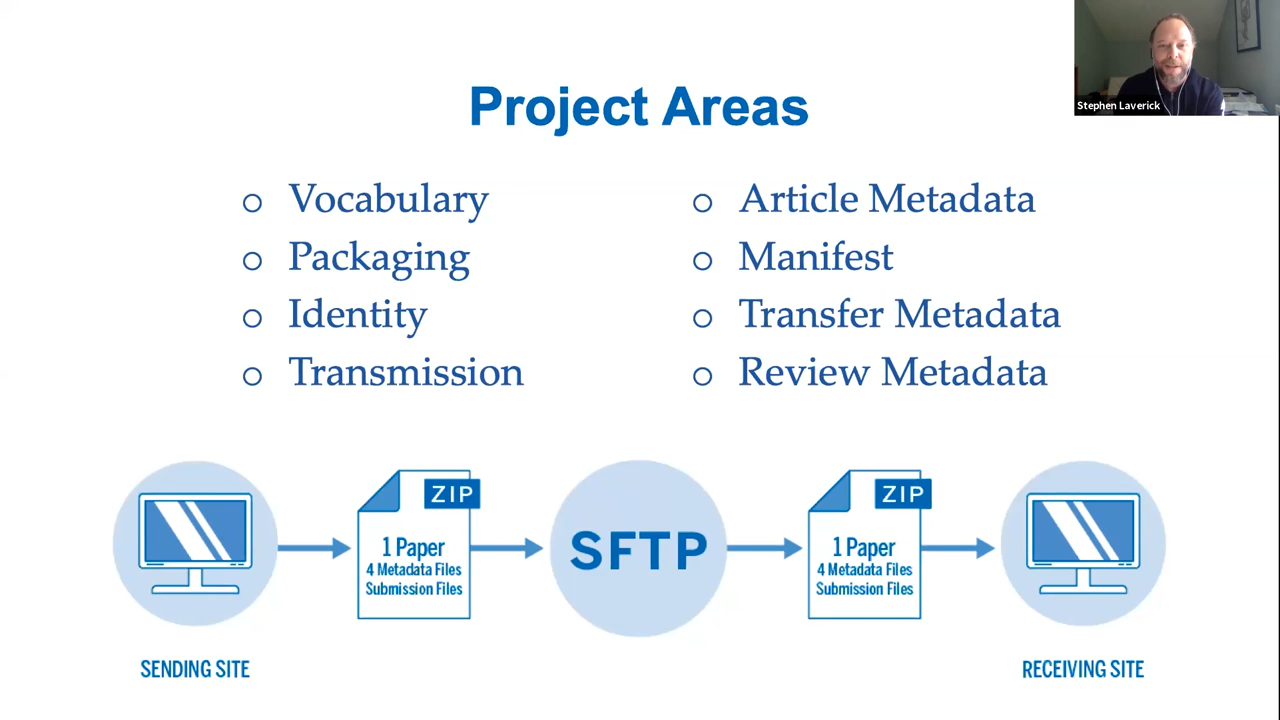 Stephen Laverick
Project Areas
Vocabulary
Packaging
Identity
Transmission
Article Metadata
Manifest
Transfer Metadata
Review Metadata
ZIP
1 Paper
4 Metadata Files
Submission Files
SFTP
ZIP
1 Paper
4 Metadata Files
Submission Files
SENDING SITE
RECEIVING SITE